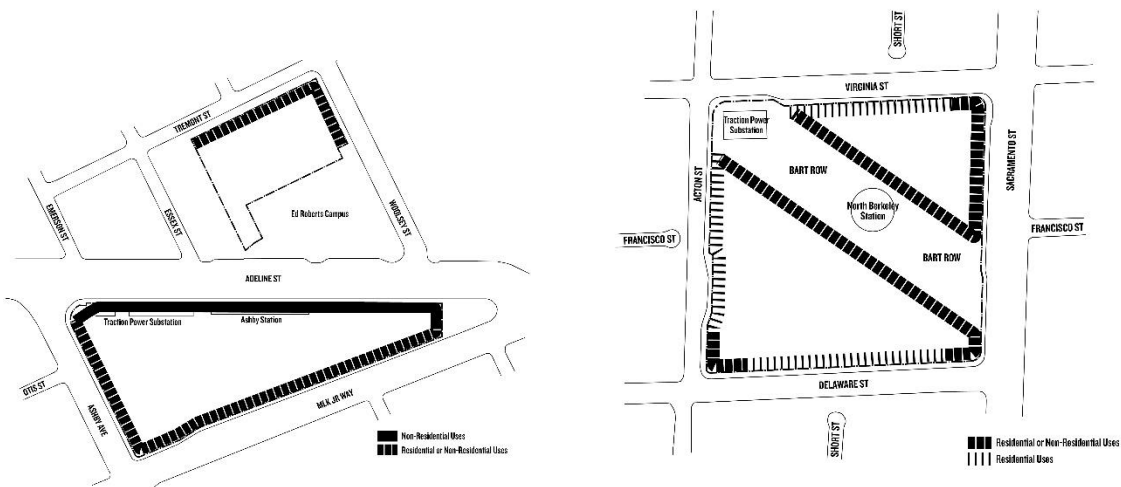 TREMONT ST
EMERSON ST
ESSEX ST
WOOLSEY ST
Ed Roberts Campus
ADELINE ST
Traction Power Substation
Ashby Station
OTIS ST
ASHBY AVE
MLK JR WAY
Non-Residential Uses
Residential or Non-Residential Uses
SHORT ST
VIRGINIA ST
Traction Power
Substation
BART ROW
ACTON ST
SACRAMENTO ST
North Berkeley
Station
FRANCISCO ST
FRANCISCO ST
BART ROW
DELAWARE ST
SHORT ST
Residential or Non-Residential Uses
Residential Uses